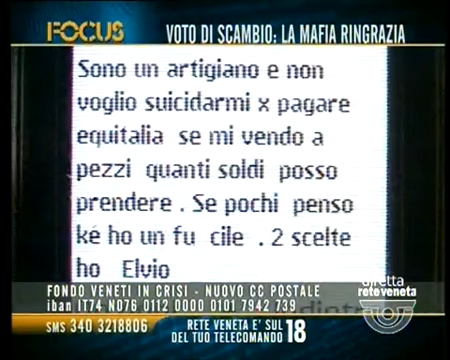 FOCUS
VOTO DI SCAMBIO: LA MAFIA RINGRAZIA
Sono un artigiano e non
voglio suicidarmi x pagare
equitalia se mi vendo a
pezzi quanti soldi posso
prendere . Se pochi penso
ke ho un fu cile . 2 scelte
ho Elvio
diretta
reteveneta
FONDO VENETI IN CRISI - NUOVO CC POSTALE
iban IT74 N076 0112 0000 0101 7942 739
SMS 340 3218806
RETE VENETA E' SUL
DEL TUO TELECOMANDO 18